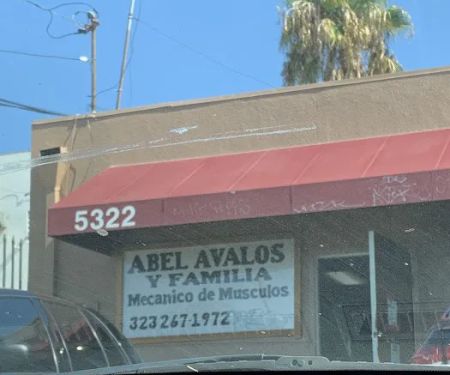 5322
ABEL AVALOS
Y FAMILIA
Mecanico de Musculos
323 267-1972